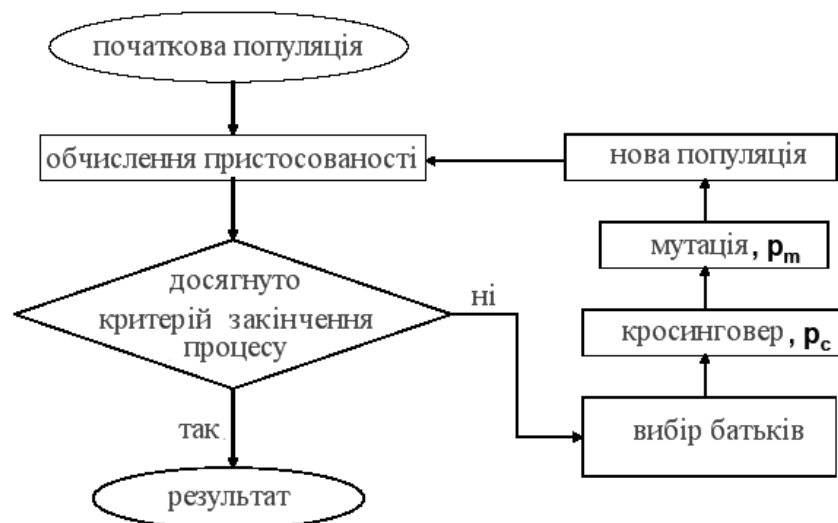 початкова популяція
обчислення пристосованості
досягнуто
критерій закінчення
процесу
так
результат
ні
нова популяція
мутація, pm
кросинговер, pc
вибір батьків